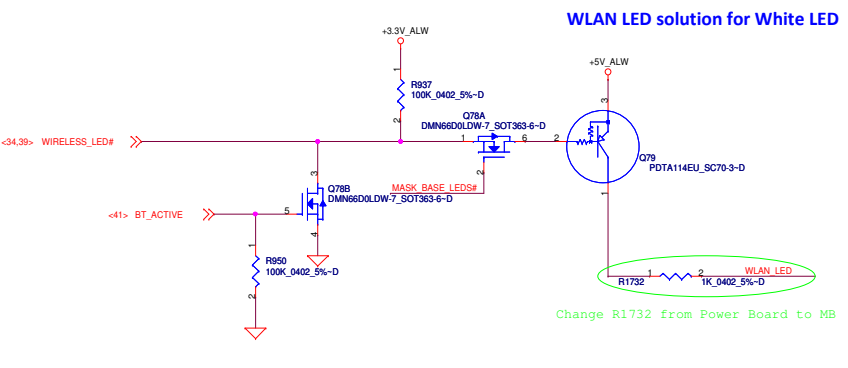 WLAN LED solution for White LED
+3.3V_ALW
+5V_ALW
1
R937
100K_0402_5%~D
2
3
Q78A
DMN66D0LDW-7_SOT363-6~D
<34,39> WIRELESS_LED#
1
6
2
2
Q79
PDTA114EU_SC70-3~D
3
Q78B
DMN66D0LDW-7_SOT363-6~D
MASK_BASE_LEDS#
1
<41> BT_ACTIVE
5
4
1
R950
100K_0402_5%~D
2
1
2
WLAN_LED
R1732
1K_0402_5%~D
Change R1732 from Power Board to MB